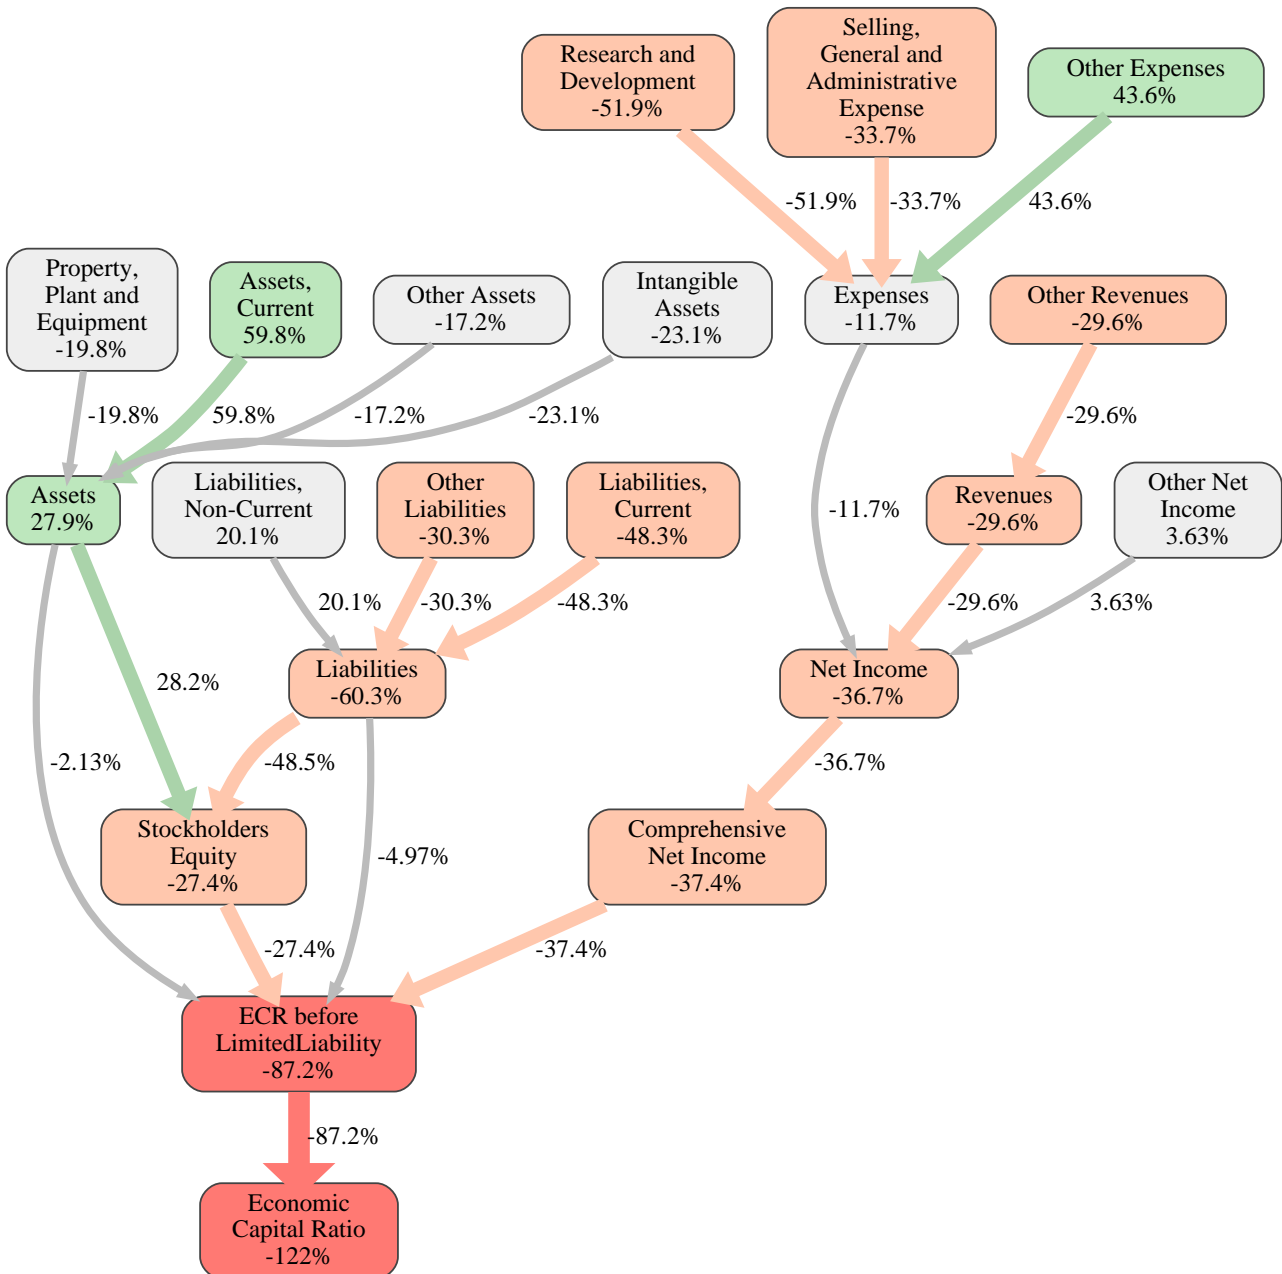 Research and
Development
-51.9%
Selling,
General and
Administrative
Expense
-33.7%
Other Expenses
43.6%
-51.9%
-33.7%
43.6%
Property,
Plant and
Equipment
-19.8%
Assets,
Current
59.8%
Other Assets
-17.2%
Intangible
Assets
-23.1%
Expenses
-11.7%
Other Revenues
-29.6%
-19.8%
59.8%
-17.2%
-23.1%
-29.6%
Assets
27.9%
Liabilities,
Non-Current
20.1%
Other
Liabilities
-30.3%
Liabilities,
Current
-48.3%
-11.7%
Revenues
-29.6%
Other Net
Income
3.63%
20.1%
-30.3%
-48.3%
-29.6%
3.63%
28.2%
Liabilities
-60.3%
Net Income
-36.7%
-2.13%
-48.5%
-36.7%
Stockholders
Equity
-27.4%
-4.97%
Comprehensive
Net Income
-37.4%
-27.4%
-37.4%
ECR before
LimitedLiability
-87.2%
-87.2%
Economic
Capital Ratio
-122%